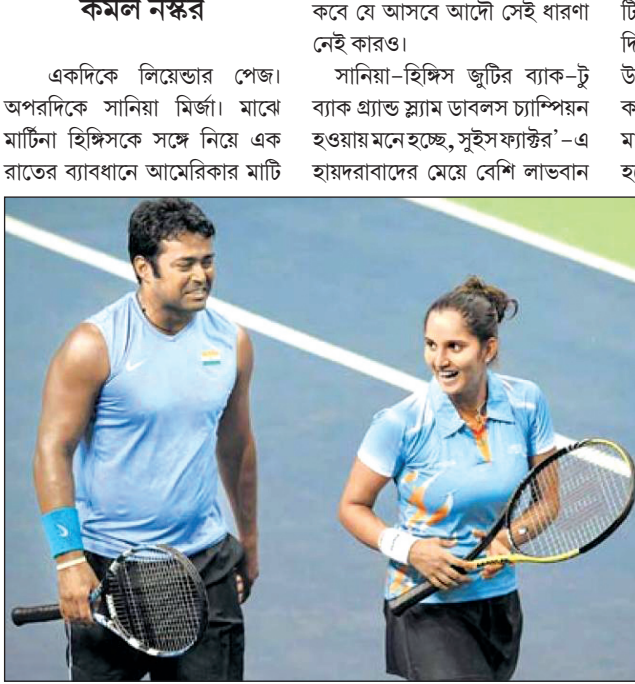 কমল নস্কর
একদিকে লিয়েন্ডার পেজ।
অপরদিকে সানিয়া মির্জা। মাঝে
মার্টিনা হিঙ্গিসকে সঙ্গে নিয়ে এক
রাতের ব্যাবধানে আমেরিকার মাটি
কবে যে আসবে আদৌ সেই ধারণা
নেই কারও।
সানিয়া–হিঙ্গিস জুটির ব্যাক–টু
ব্যাক গ্র্যান্ড স্ল্যাম ডাবলস চ্যাম্পিয়ন
হওয়ায় মনে হচ্ছে, সুইস ফ্যাক্টর’–এ
হায়দরাবাদের মেয়ে বেশি লাভবান